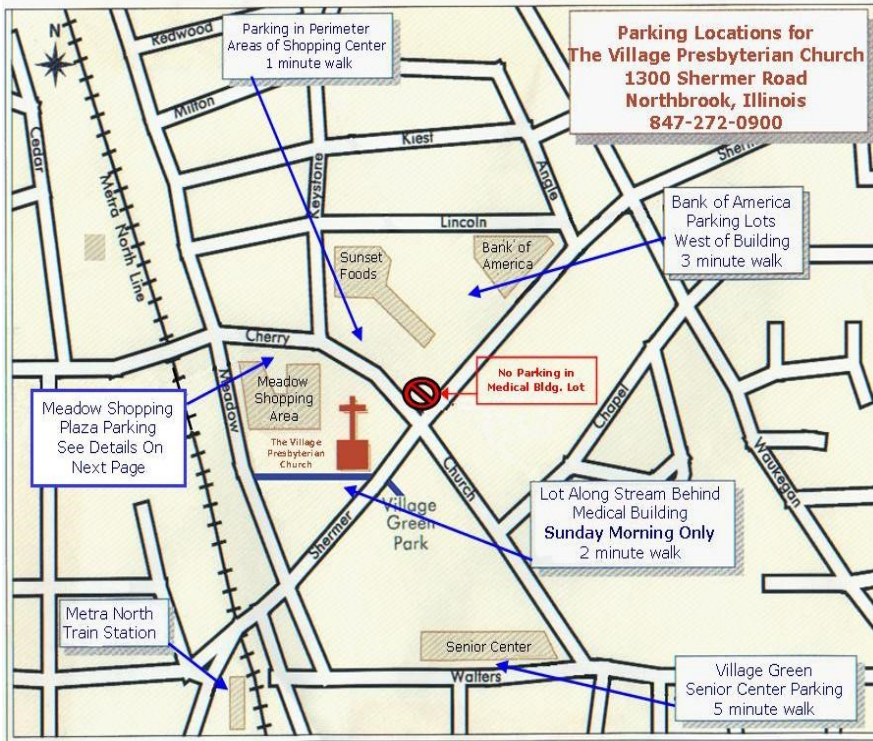 N
Redwood
Parking in Perimeter
Areas of Shopping Center
1 minute walk
Parking Locations for
The Village Presbyterian Church
1300 Shermer Road
Northbrook, Illinois
847-272-0900
Milton
Cedar
Kiest
Keystone
Angle
Metra
North Line
Lincoln
Bank of America
Parking Lots
West of Building
3 minute walk
Sunset
Foods
Bank of
America
Cherry
No Parking in
Medical Bldg. Lot
Meadow
Meadow
Shopping
Area
Meadow Shopping
Plaza Parking
See Details On
Next Page
The Village
Presbyterian
Church
Chapel
Waukegan
Church
Shermer
Village
Green
Park
Lot Along Stream Behind
Medical Building
Sunday Morning Only
2 minute walk
Metra North
Train Station
Senior Center
Walters
Village Green
Senior Center Parking
5 minute walk